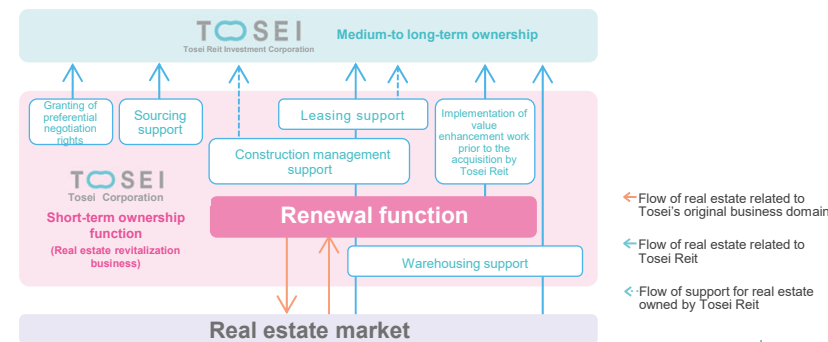 TOSEI
Tosei Reit Investment Corporation
Medium-to long-term ownership
Granting of
preferential
negotiation
rights
Sourcing
support
Leasing support
Construction management
support
Implementation of
value
enhancement work
prior to the
acquisition by
Tosei Reit
TOSEI
Tosei Corporation
Short-term ownership
function
(Real estate revitalization
business)
Renewal function
Warehousing support
Real estate market
Flow of real estate related to
Tosei's original business domain
Flow of real estate related to
Tosei Reit
Flow of support for real estate
owned by Tosei Reit